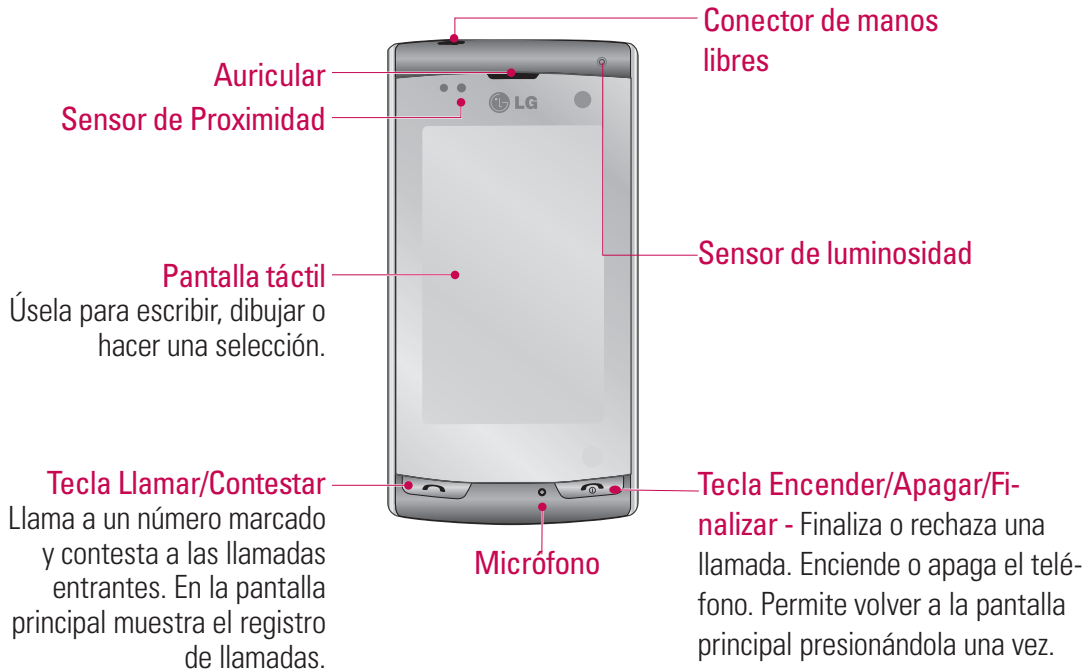 Conector de manos
libres
Auricular
Sensor de Proximidad
LG
Sensor de luminosidad
Pantalla táctil
Úsela para escribir, dibujar o
hacer una selección.
Tecla Llamar/Contestar
Llama a un número marcado
y contesta a las llamadas
entrantes. En la pantalla
principal muestra el registro
de llamadas.
Micrófono
Tecla Encender/Apagar/Fi-
nalizar - Finaliza o rechaza una
llamada. Enciende o apaga el telé-
fono. Permite volver a la pantalla
principal presionándola una vez.